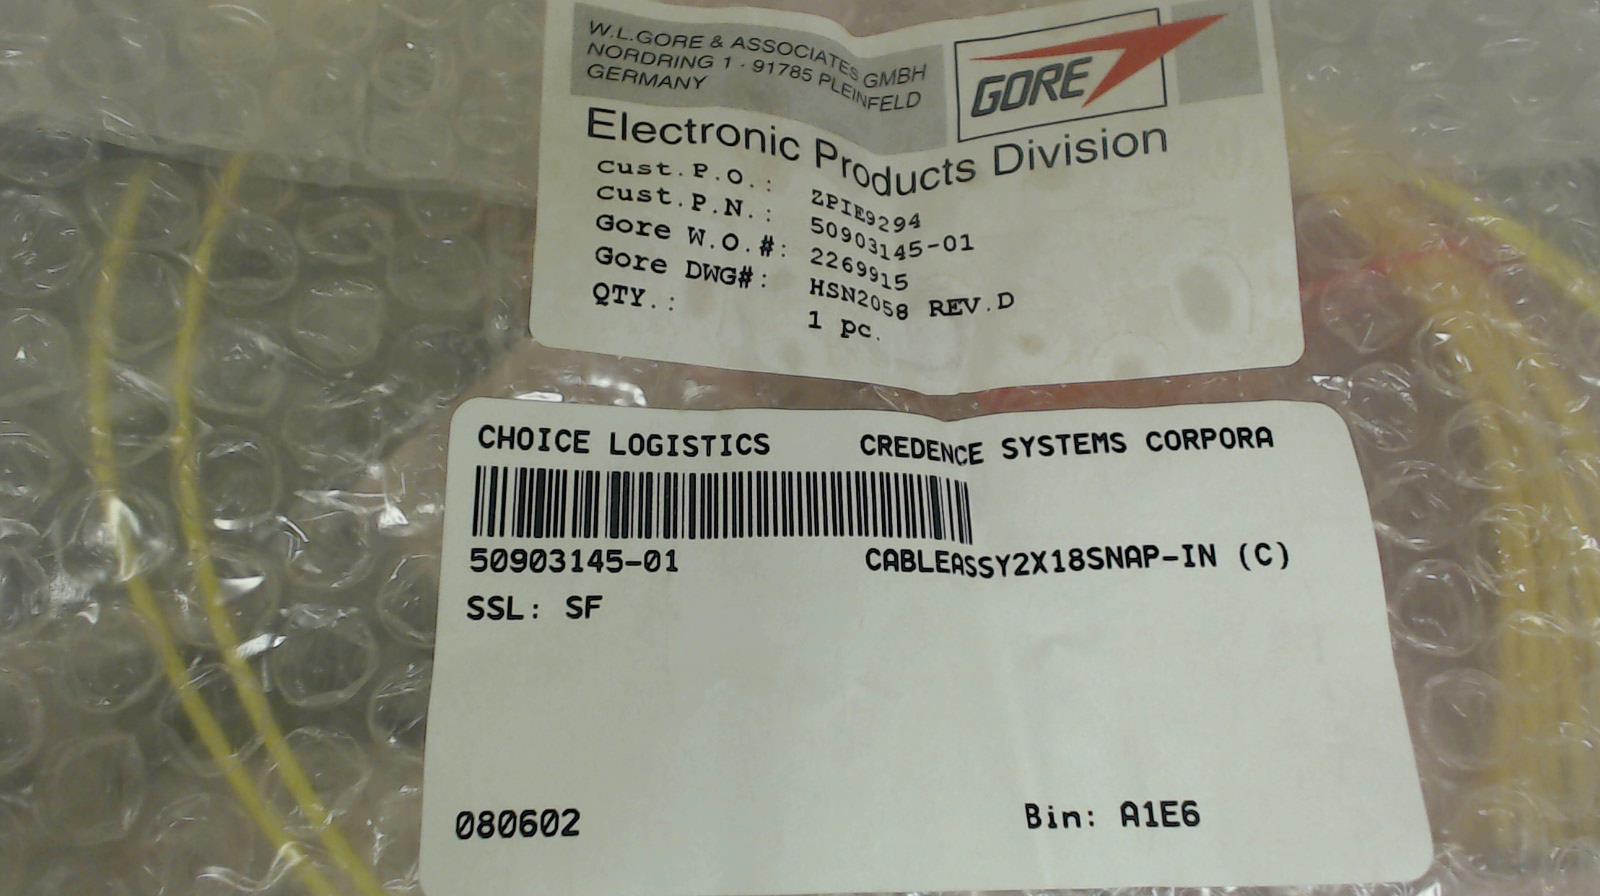 W.L.GORE & ASSOCIATES GMBH
NORDRING 1 · 91785 PLEINFELD
GERMANY
GORE
Electronic Products Division
Cust.P.O.: ZPIE9294
Cust.P.N.: 50903145-01
Gore W.O.#: 2269915
Gore DWG#: HSN2058 REV.D
QTY.: 1 pc.
CHOICE LOGISTICS CREDENCE SYSTEMS CORPORA
50903145-01 CABLEASSY2X18SNAP-IN (C)
SSL: SF
080602 Bin: A1E6